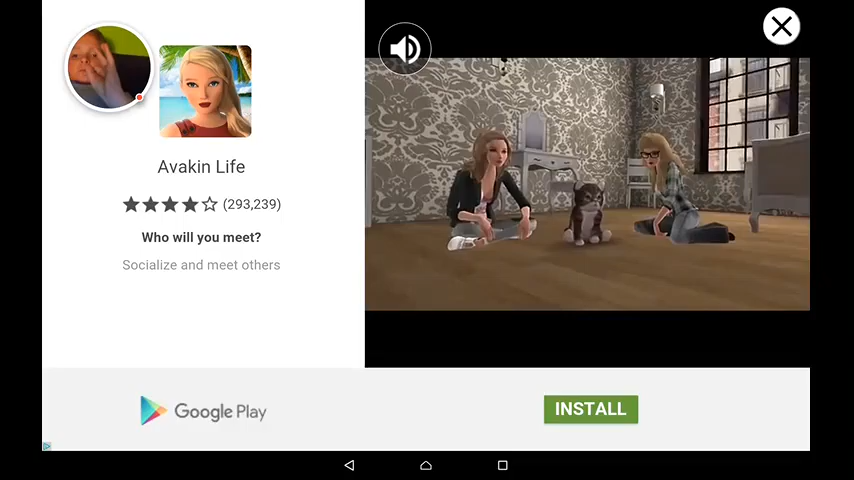 Avakin Life
(293,239)
Who will you meet?
Socialize and meet others
Google Play
INSTALL